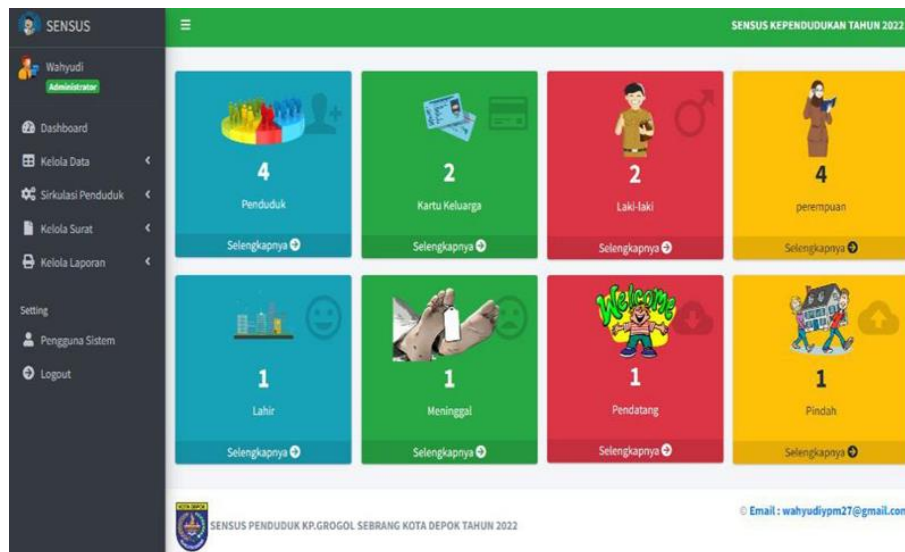 SENSUS
SENSUS KEPENDUDUKAN TAHUN 2022
Wahyudi
Administrator
Dashboard
Kelola Data
Sirkulasi Penduduk
Kelola Surat
Kelola Laporan
Setting
Pengguna Sistem
Logout
4
Penduduk
Selengkapnya
2
Kartu Keluarga
Selengkapnya
2
Laki-laki
Selengkapnya
4
perempuan
Selengkapnya
1
Lahir
Selengkapnya
1
Meninggal
Selengkapnya
Welcome
1
Pendatang
Selengkapnya
1
Pindah
Selengkapnya
KOTA DEPOK
SENSUS PENDUDUK KP.GROGOL SEBRANG KOTA DEPOK TAHUN 2022
© Email : wahyudiypm27@gmail.com